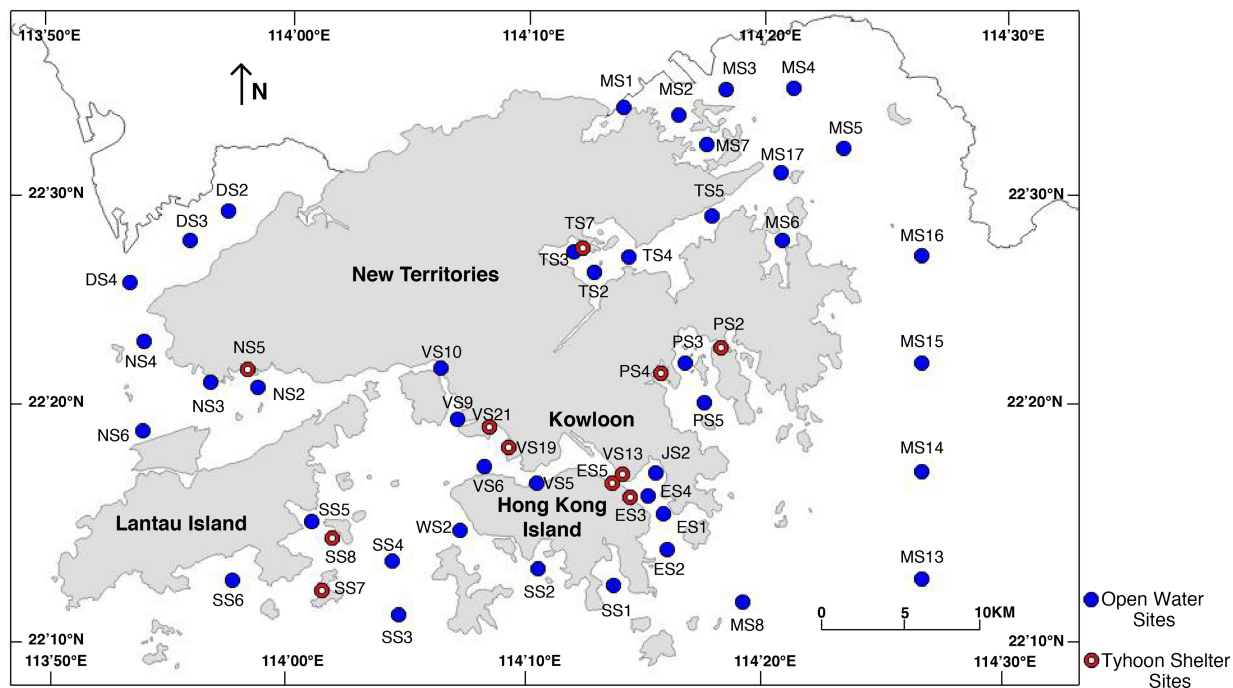 113'50°E
114'00°E
114'10°E
114'20°E
114'30°E
N
MS1
MS2
MS3
MS4
MS5
MS7
MS17
22'30°N
22'30°N
DS2
DS3
DS4
TS5
TS7
TS3
TS4
TS2
MS6
MS16
New Territories
NS4
NS5
NS3
NS2
NS6
VS10
PS2
PS3
PS4
PS5
MS15
22'20°N
22'20°N
VS9
VS21
Kowloon
VS19
VS13
JS2
MS14
VS6
VS5
ES5
ES4
ES3
ES1
ES2
Hong Kong
Island
Lantau Island
SS5
SS8
WS2
SS4
SS7
SS6
SS3
SS2
SS1
MS8
MS13
0
5
10KM
Open Water
Sites
Tyhoon Shelter
Sites
22'10°N
22'10°N
113'50°E
114'00°E
114'10°E
114'20°E
114'30°E